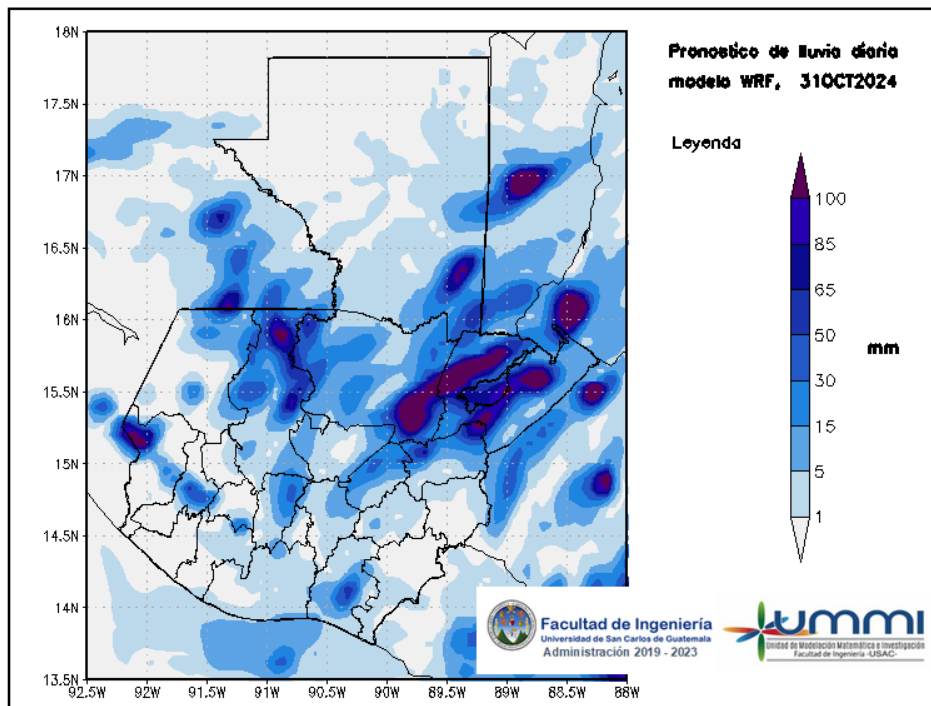 Pronostico de lluvia diaria
modelo WRF, 31OCT2024
Leyenda
100
85
65
50
30
15
5
1
mm
18N
17.5N
17N
16.5N
16N
15.5N
15N
14.5N
14N
13.5N
92.5W 92W 91.5W 91W 90.5W 90W 89.5W 89W 88.5W 88W
Facultad de Ingeniería
Universidad de San Carlos de Guatemala
Administración 2019 - 2023
UMMI
Unidad de Modelación Matemática e Investigación
Facultad de Ingeniería -USAC-